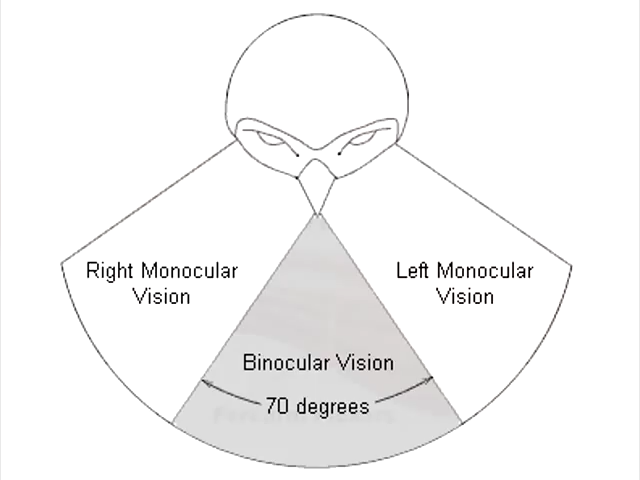 Right Monocular
Vision
Left Monocular
Vision
Binocular Vision
70 degrees